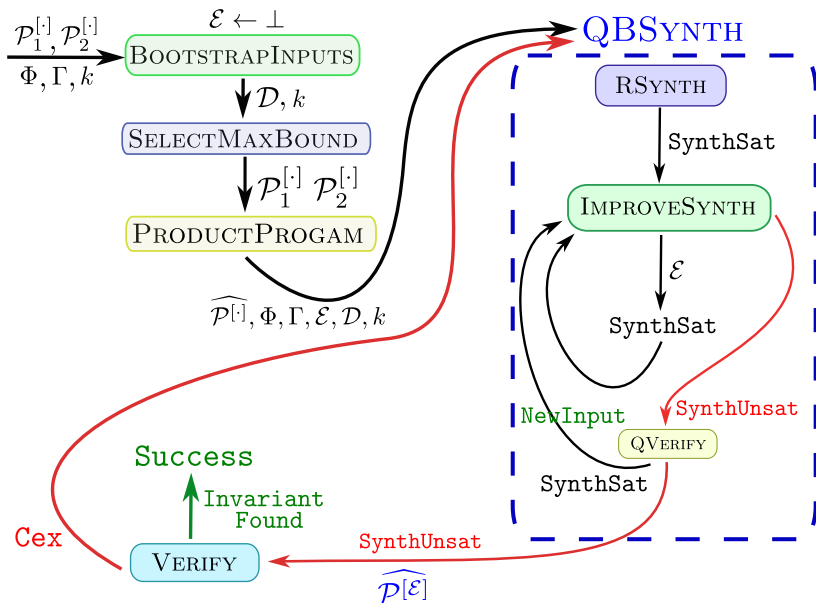 𝓔 ← ⊥
𝒫₁^[·], 𝒫₂^[·]
Φ, Γ, k
BOOTSTRAPINPUTS
𝒟, k
SELECTMAXBOUND
𝒫₁^[·] 𝒫₂^[·]
PRODUCTPROGAM
\widehat{𝒫^[·]}, Φ, Γ, 𝓔, 𝒟, k
QBSYNTH
RSYNTH
SynthSat
IMPROVESYNTH
𝓔
SynthSat
SynthUnsat
NewInput
QVERIFY
SynthSat
Success
Invariant
Found
Cex
VERIFY
SynthUnsat
\widehat{𝒫^[𝓔]}